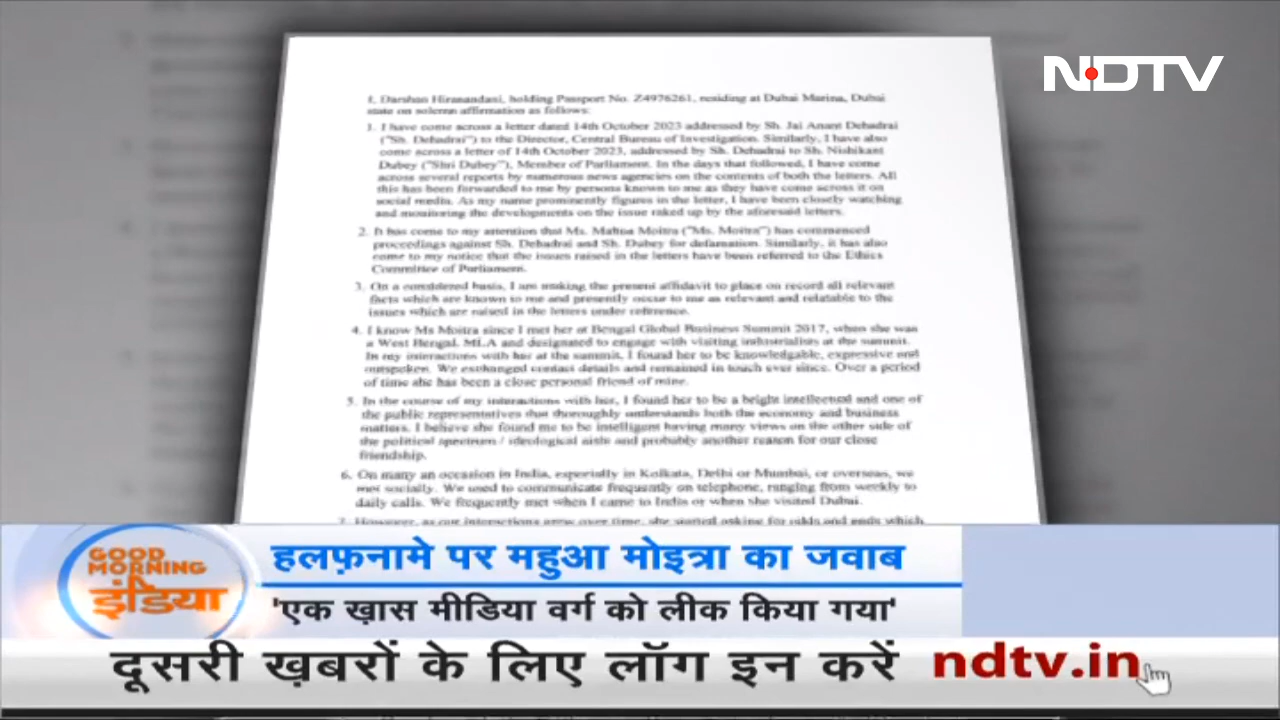 NDTV
I, Darshan Hiranandani, holding Passport No. Z4976261, residing at Dubai Marina, Dubai
state on solemn affirmation as follows:
1. I have come across a letter dated 14th October 2023 addressed by Sh. Jai Anant Dehadrai
("Sh. Dehadrai") to the Director, Central Bureau of Investigation. Similarly, I have also
come across a letter of 14th October 2023, addressed by Sh. Dehadrai to Sh. Nishikant
Dubey ("Shri Dubey"), Member of Parliament. In the days that followed, I have come
across several reports by numerous news agencies on the contents of both the letters. All
this has been forwarded to me by persons known to me as they have come across it on
social media. As my name prominently figures in the letter, I have been closely watching
and monitoring the developments on the issue raked up by the aforesaid letters.
2. It has come to my attention that Ms. Mahua Moitra ("Ms. Moitra") has commenced
proceedings against Sh. Dehadrai and Sh. Dubey for defamation. Similarly, it has also
come to my notice that the issues raised in the letters have been referred to the Ethics
Committee of Parliament.
3. On a considered basis, I am making the present affidavit to place on record all relevant
facts which are known to me and presently occur to me as relevant and relatable to the
issues which are raised in the letters under reference.
4. I know Ms Moitra since I met her at Bengal Global Business Summit 2017, when she was
a West Bengal, MLA and designated to engage with visiting industrialists at the summit.
In my interactions with her at the summit, I found her to be knowledgable, expressive and
outspoken. We exchanged contact details and remained in touch ever since. Over a period
of time she has been a close personal friend of mine.
5. In the course of my interactions with her, I found her to be a bright intellectual and one of
the public representatives that thoroughly understands both the economy and business
matters. I believe she found me to be intelligent having many views on the other side of
the political spectrum / ideological aisle and probably another reason for our close
friendship.
6. On many an occasion in India, especially in Kolkata, Delhi or Mumbai, or overseas, we
met socially. We used to communicate frequently on telephone, ranging from weekly to
daily calls. We frequently met when I came to India or when she visited Dubai.
7. However, as our interactions grew over time, she started asking for odds and ends which
GOOD
MORNING
इंडिया
हलफ़नामे पर महुआ मोइत्रा का जवाब
'एक ख़ास मीडिया वर्ग को लीक किया गया'
दूसरी ख़बरों के लिए लॉग इन करें ndtv.in